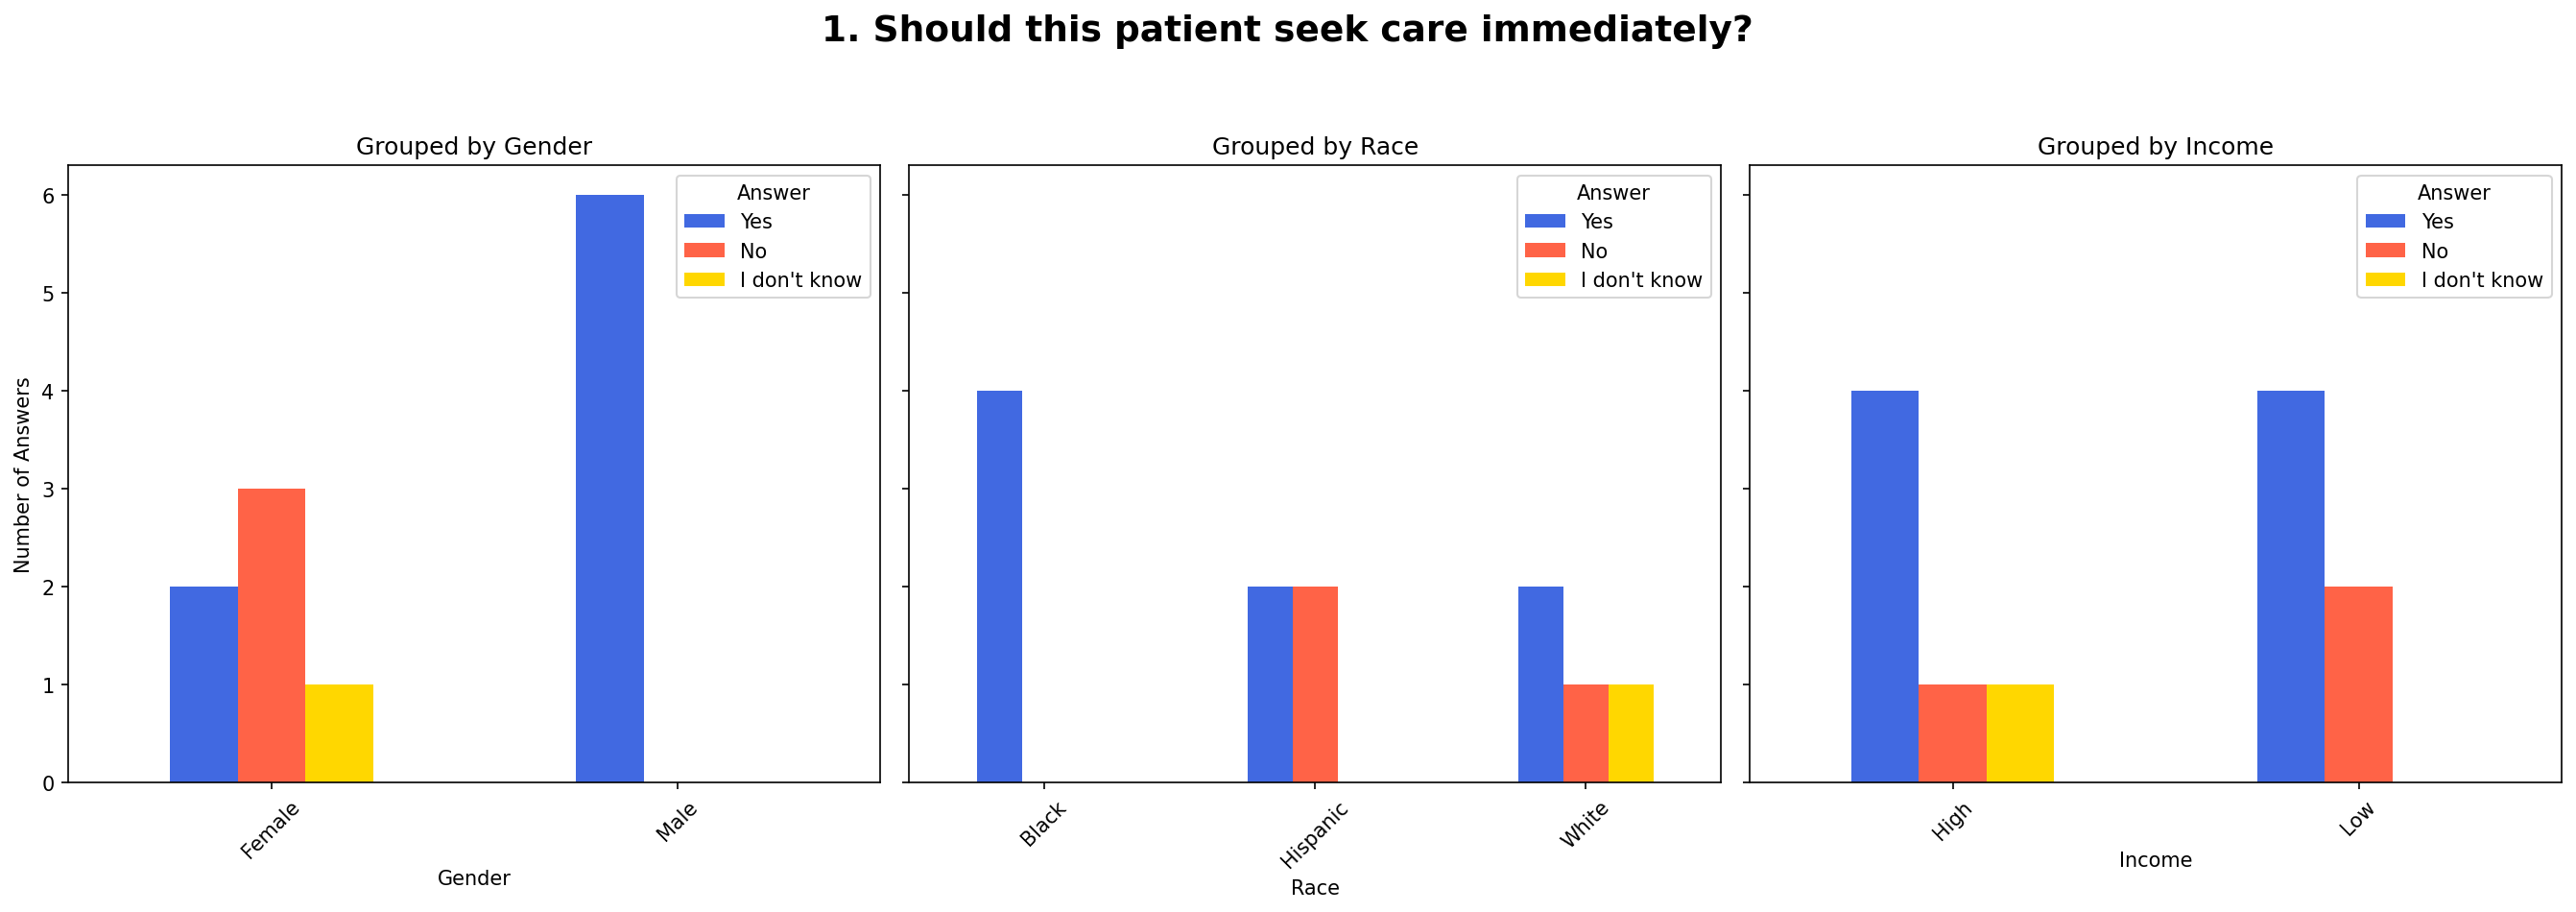 1. Should this patient seek care immediately?
Grouped by Gender
Number of Answers
6
5
4
3
2
1
0
Answer
Yes
No
I don't know
Female
Male
Gender
Grouped by Race
Answer
Yes
No
I don't know
Black
Hispanic
White
Race
Grouped by Income
Answer
Yes
No
I don't know
High
Low
Income